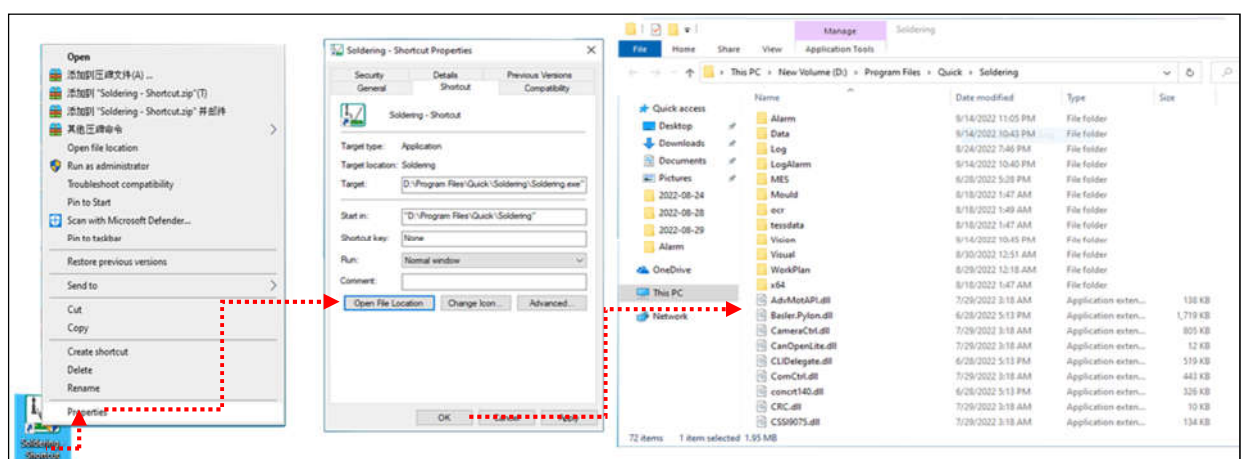 Open
添加到压缩文件(A) ...
添加到 "Soldering - Shortcut.zip"(T)
添加到 "Soldering - Shortcut.zip" 并邮件
其他压缩命令
Open file location
Run as administrator
Troubleshoot compatibility
Pin to Start
Scan with Microsoft Defender...
Pin to taskbar
Restore previous versions
Send to
Cut
Copy
Create shortcut
Delete
Rename
Properties
Soldering -
Shortcut
Soldering - Shortcut Properties
Security Details Previous Versions
General Shortcut Compatibility
Soldering - Shortcut
Target type: Application
Target location: Soldering
Target: D:\Program Files\Quick\Soldering\Soldering.exe"
Start in: "D:\Program Files\Quick\Soldering"
Shortcut key: None
Run: Normal window
Comment:
Open File Location Change Icon... Advanced...
OK Cancel Apply
Manage Soldering
File Home Share View Application Tools
This PC › New Volume (D:) › Program Files › Quick › Soldering
Quick access
Desktop
Downloads
Documents
Pictures
2022-08-24
2022-08-28
2022-08-29
Alarm
OneDrive
This PC
Network
Name Date modified Type Size
Alarm 9/14/2022 11:05 PM File folder
Data 9/14/2022 10:43 PM File folder
Log 8/24/2022 7:46 PM File folder
LogAlarm 9/14/2022 10:40 PM File folder
MES 6/28/2022 5:28 PM File folder
Mould 8/18/2022 1:47 AM File folder
ocr 8/18/2022 1:49 AM File folder
tessdata 8/18/2022 1:47 AM File folder
Vision 9/14/2022 10:45 PM File folder
Visual 8/30/2022 12:51 AM File folder
WorkPlan 8/29/2022 12:18 AM File folder
x64 8/18/2022 1:47 AM File folder
AdvMotAPI.dll 7/29/2022 3:18 AM Application exten... 138 KB
Basler.Pylon.dll 6/28/2022 5:13 PM Application exten... 1,719 KB
CameraCtrl.dll 7/29/2022 3:18 AM Application exten... 805 KB
CanOpenLite.dll 7/29/2022 3:18 AM Application exten... 12 KB
CLIDelegate.dll 6/28/2022 5:13 PM Application exten... 519 KB
ComCtrl.dll 7/29/2022 3:18 AM Application exten... 443 KB
concrt140.dll 6/28/2022 5:13 PM Application exten... 326 KB
CRC.dll 7/29/2022 3:18 AM Application exten... 10 KB
CSS9075.dll 7/29/2022 3:18 AM Application exten... 134 KB
72 items 1 item selected 1.95 MB